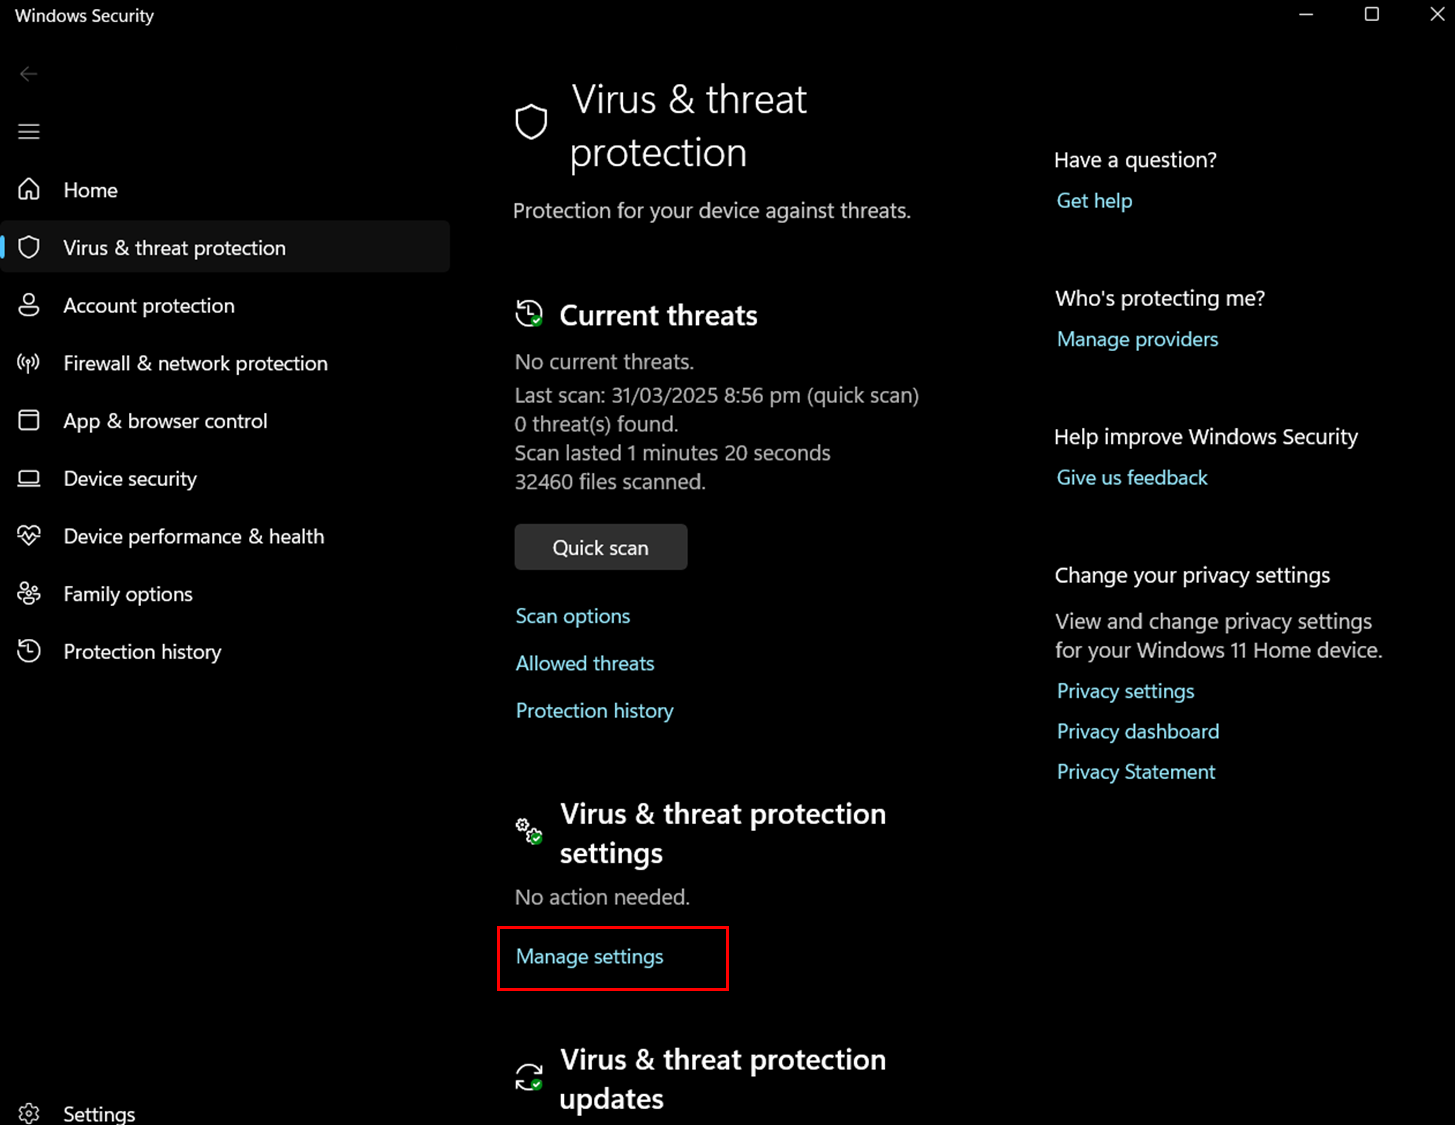 Windows Security
Home
Virus & threat protection
Account protection
Firewall & network protection
App & browser control
Device security
Device performance & health
Family options
Protection history
Settings
Virus & threat
protection
Protection for your device against threats.
Current threats
No current threats.
Last scan: 31/03/2025 8:56 pm (quick scan)
0 threat(s) found.
Scan lasted 1 minutes 20 seconds
32460 files scanned.
Quick scan
Scan options
Allowed threats
Protection history
Virus & threat protection
settings
No action needed.
Manage settings
Virus & threat protection
updates
Have a question?
Get help
Who's protecting me?
Manage providers
Help improve Windows Security
Give us feedback
Change your privacy settings
View and change privacy settings
for your Windows 11 Home device.
Privacy settings
Privacy dashboard
Privacy Statement